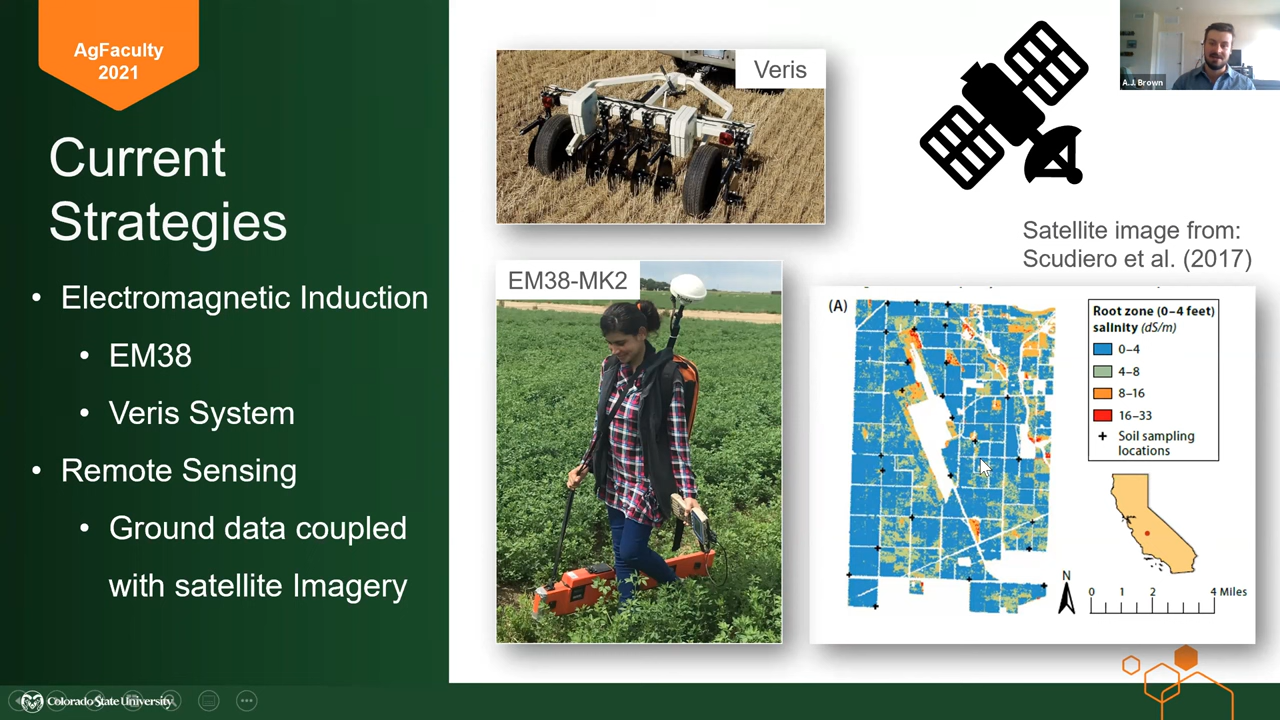 AgFaculty
2021
Current
Strategies
• Electromagnetic Induction
• EM38
• Veris System
• Remote Sensing
• Ground data coupled
with satellite Imagery
Colorado State University
Veris
EM38-MK2
A.J. Brown
Satellite image from:
Scudiero et al. (2017)
(A)
Root zone (0–4 feet)
salinity (dS/m)
0–4
4–8
8–16
16–33
Soil sampling
locations
N
0 1 2 4 Miles